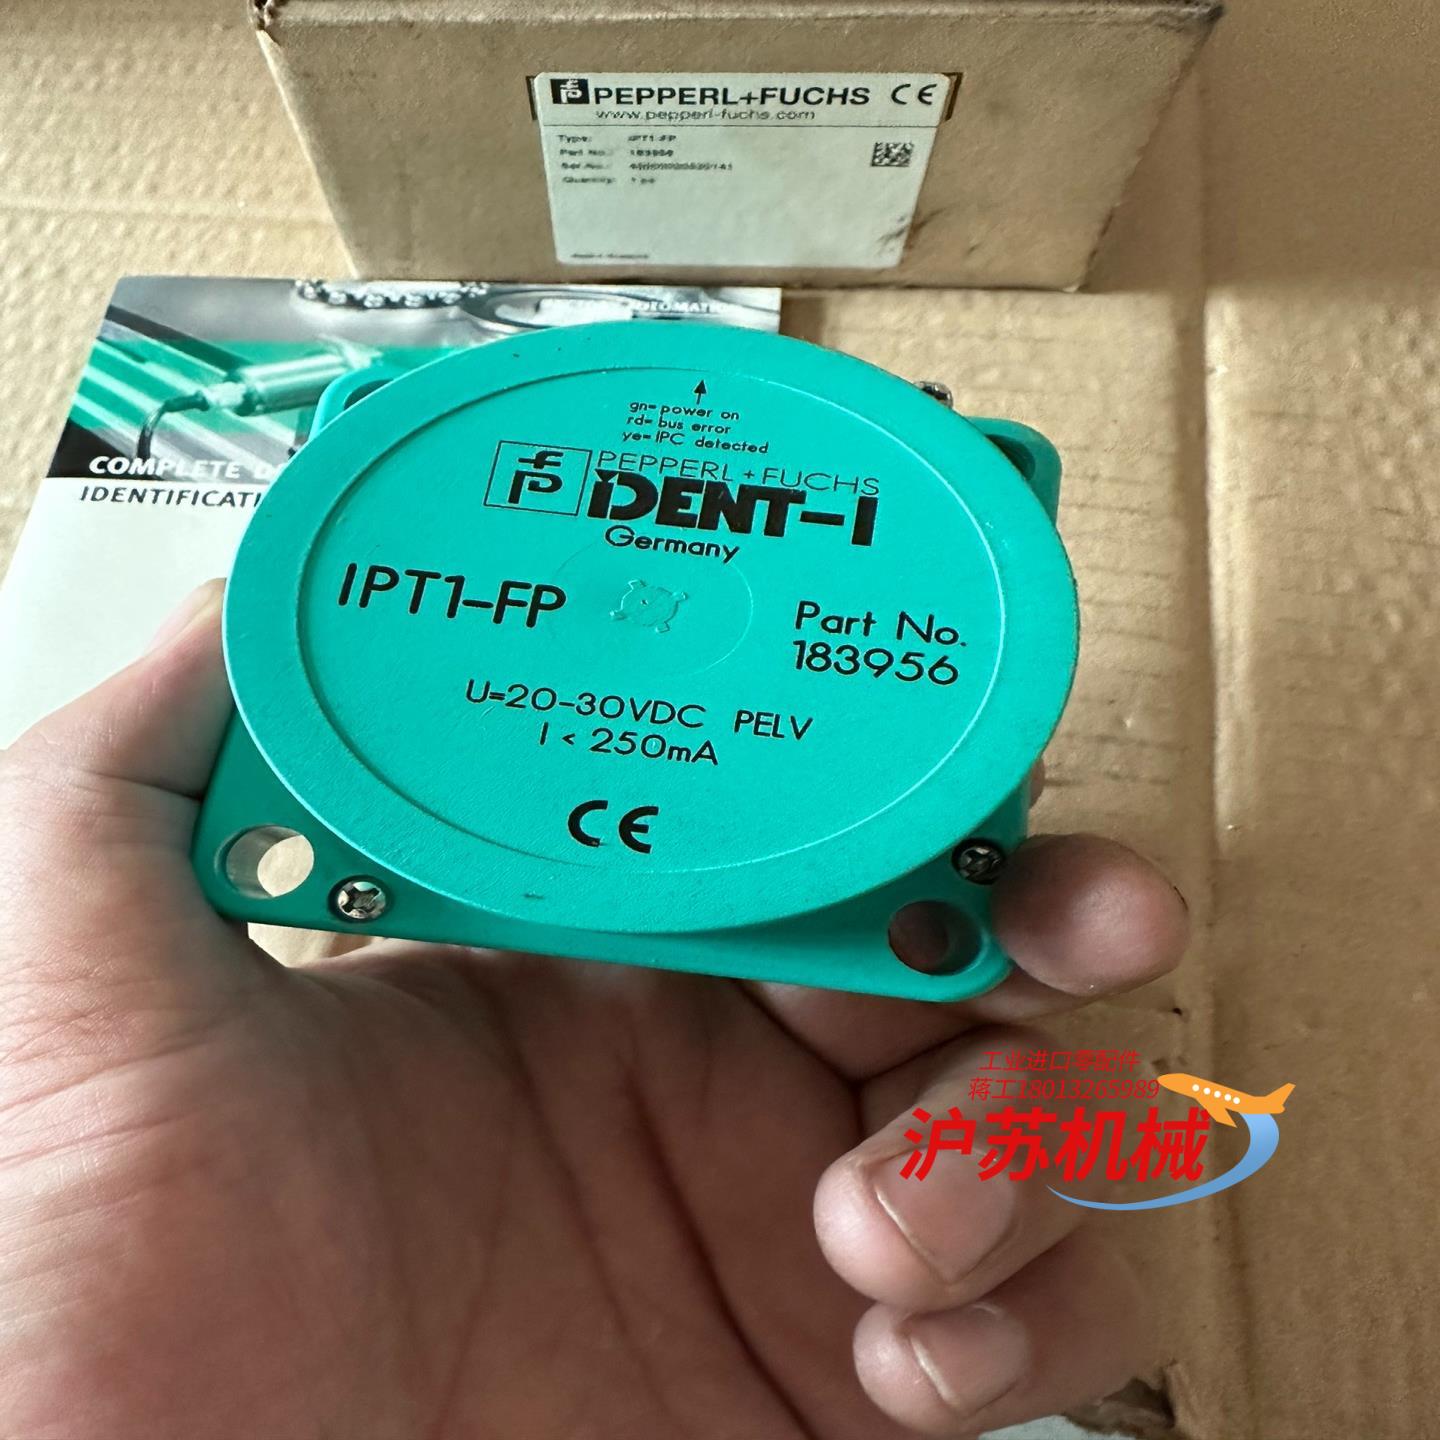 PEPPERL+FUCHS CE
www.pepperl-fuchs.com
Type: IPT1-FP
Part No.: 183956
Quantity: 1 pc
COMPLETE
IDENTIFICATI
gn= power on
rd= bus error
ye= IPC detected
PEPPERL + FUCHS
IDENT-I
Germany
IPT1-FP
Part No.
183956
U=20-30VDC PELV
I < 250mA
CE
工业进口零配件
蒋工18013265989
沪苏机械